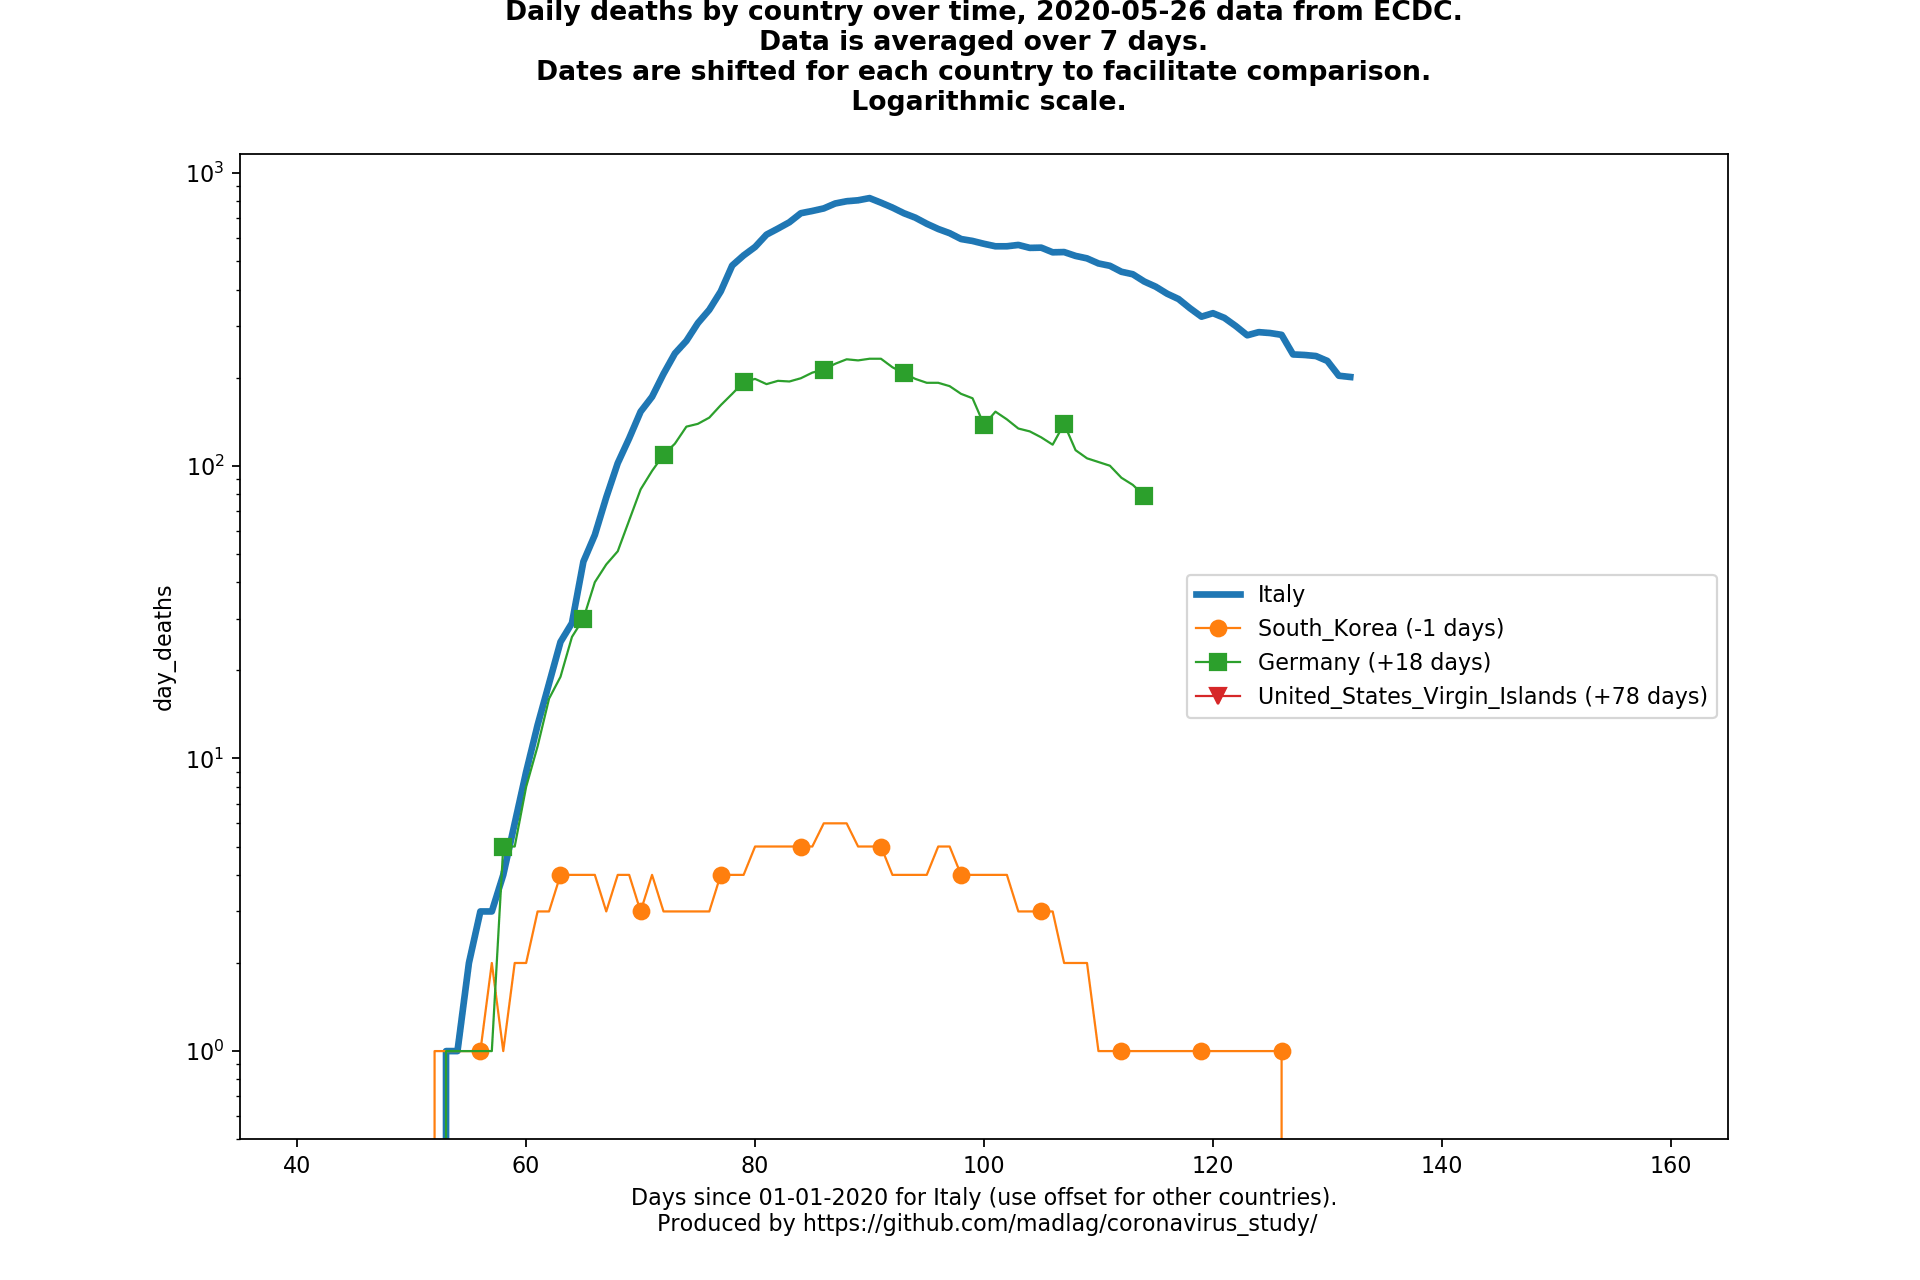 Daily deaths by country over time, 2020-05-26 data from ECDC.
Data is averaged over 7 days.
Dates are shifted for each country to facilitate comparison.
Logarithmic scale.
10³
10²
10¹
10⁰
day_deaths
Italy
South_Korea (-1 days)
Germany (+18 days)
United_States_Virgin_Islands (+78 days)
40 60 80 100 120 140 160
Days since 01-01-2020 for Italy (use offset for other countries).
Produced by https://github.com/madlag/coronavirus_study/